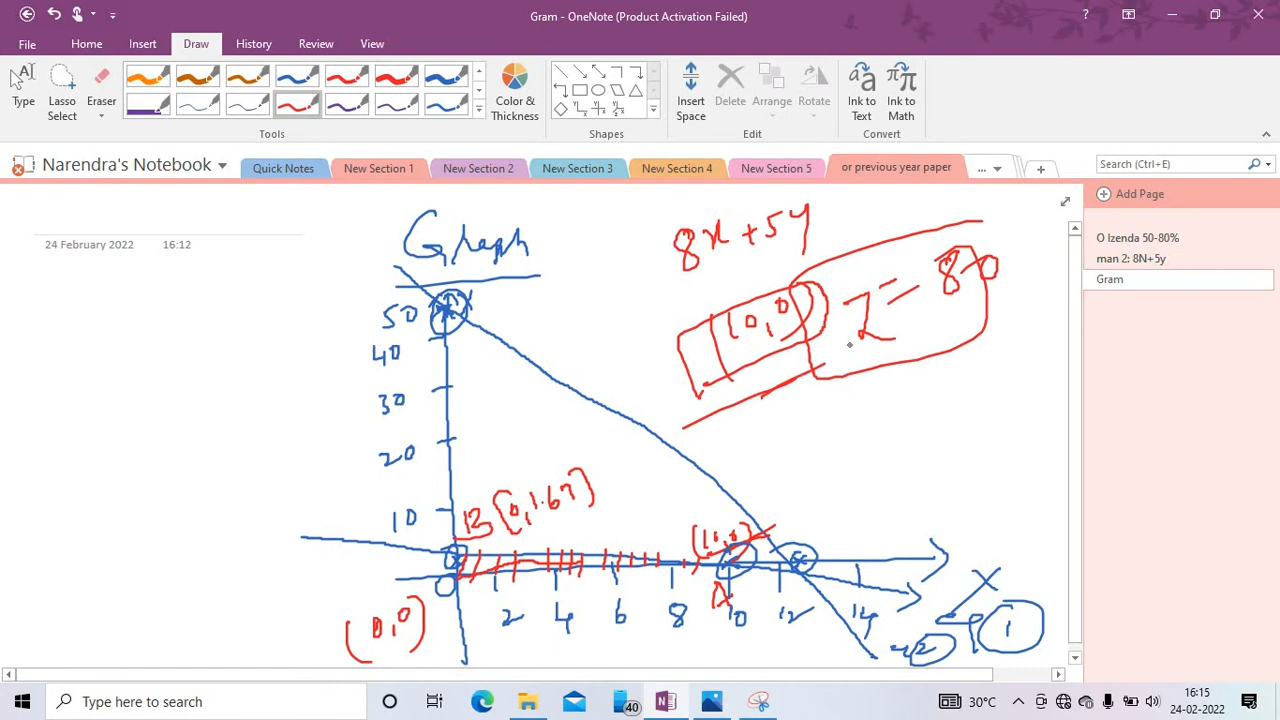 Gram - OneNote (Product Activation Failed)
File Home Insert Draw History Review View
Type
Lasso Select
Eraser
Color & Thickness
Insert Space
Delete
Arrange
Rotate
Ink to Text
Ink to Math
Tools
Shapes
Edit
Convert
Narendra's Notebook
Quick Notes
New Section 1
New Section 2
New Section 3
New Section 4
New Section 5
or previous year paper
...
Search (Ctrl+E)
Add Page
O Izenda 50-80%
man 2: 8N+5y
Gram
24 February 2022 16:12
Graph
8x+5y
(10,0)
Z = 80
50
40
30
20
10
B (0,1.67)
(10,0)
A
(0,0)
2 4 6 8 10 12 14
X
1
2
Type here to search
40
30°C
16:15
24-02-2022